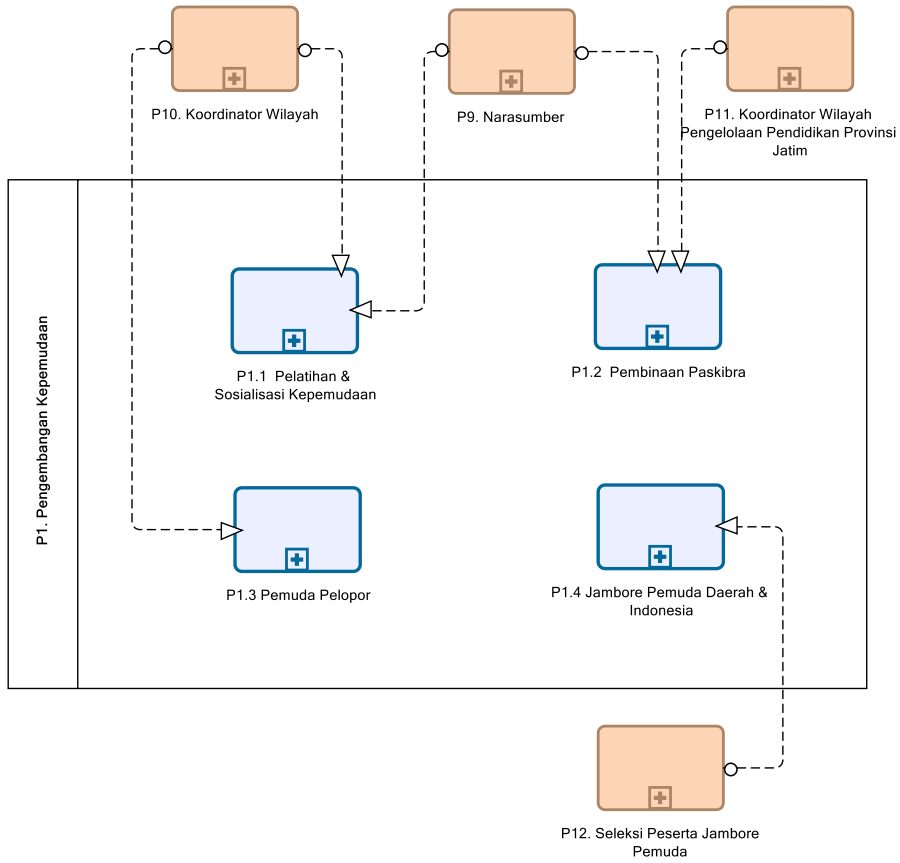 P10. Koordinator Wilayah
P9. Narasumber
P11. Koordinator Wilayah
Pengelolaan Pendidikan Provinsi
Jatim
P1. Pengembangan Kepemudaan
P1.1 Pelatihan &
Sosialisasi Kepemudaan
P1.2 Pembinaan Paskibra
P1.3 Pemuda Pelopor
P1.4 Jambore Pemuda Daerah &
Indonesia
P12. Seleksi Peserta Jambore
Pemuda